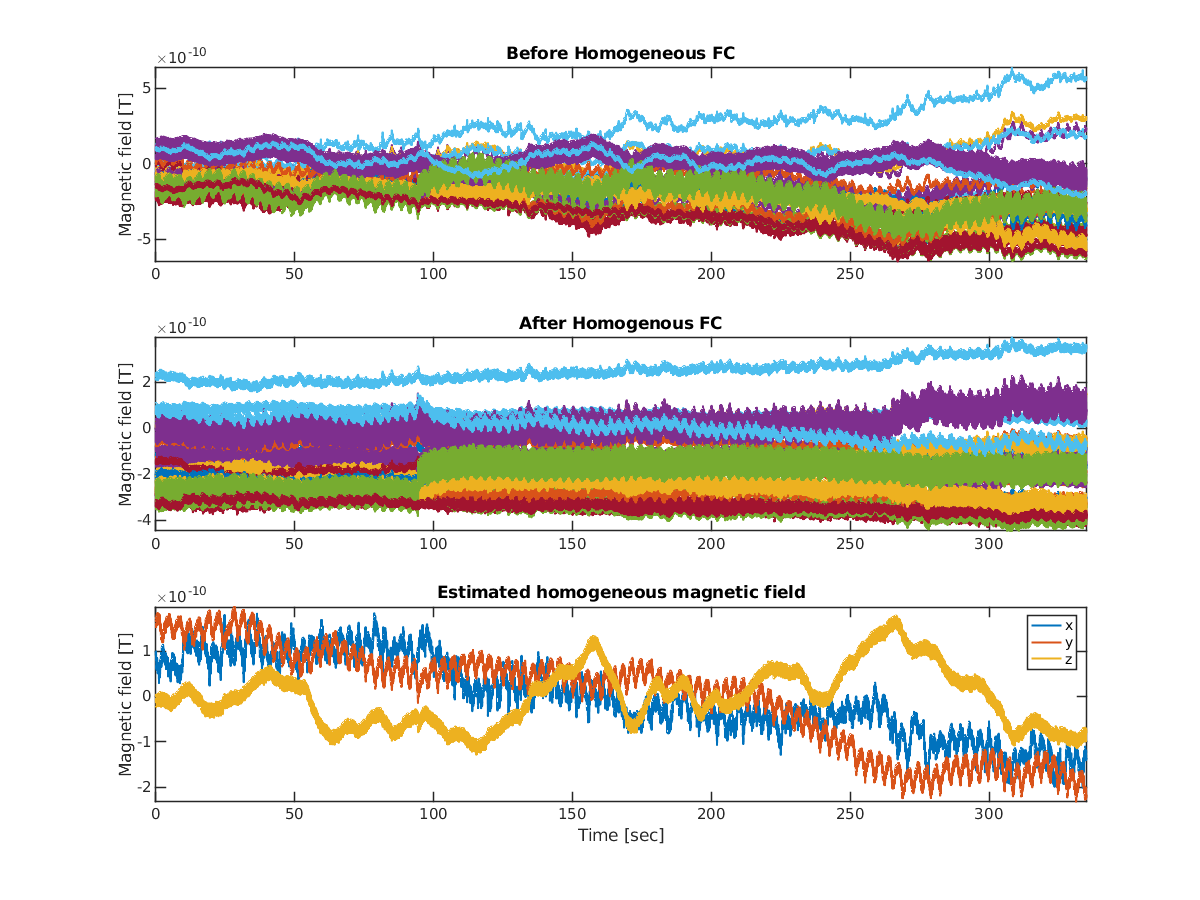 Before Homogeneous FC
×10-10
Magnetic field [T]
5
0
-5
0 50 100 150 200 250 300
After Homogenous FC
×10-10
Magnetic field [T]
2
0
-2
-4
0 50 100 150 200 250 300
Estimated homogeneous magnetic field
×10-10
Magnetic field [T]
1
0
-1
-2
x
y
z
0 50 100 150 200 250 300
Time [sec]